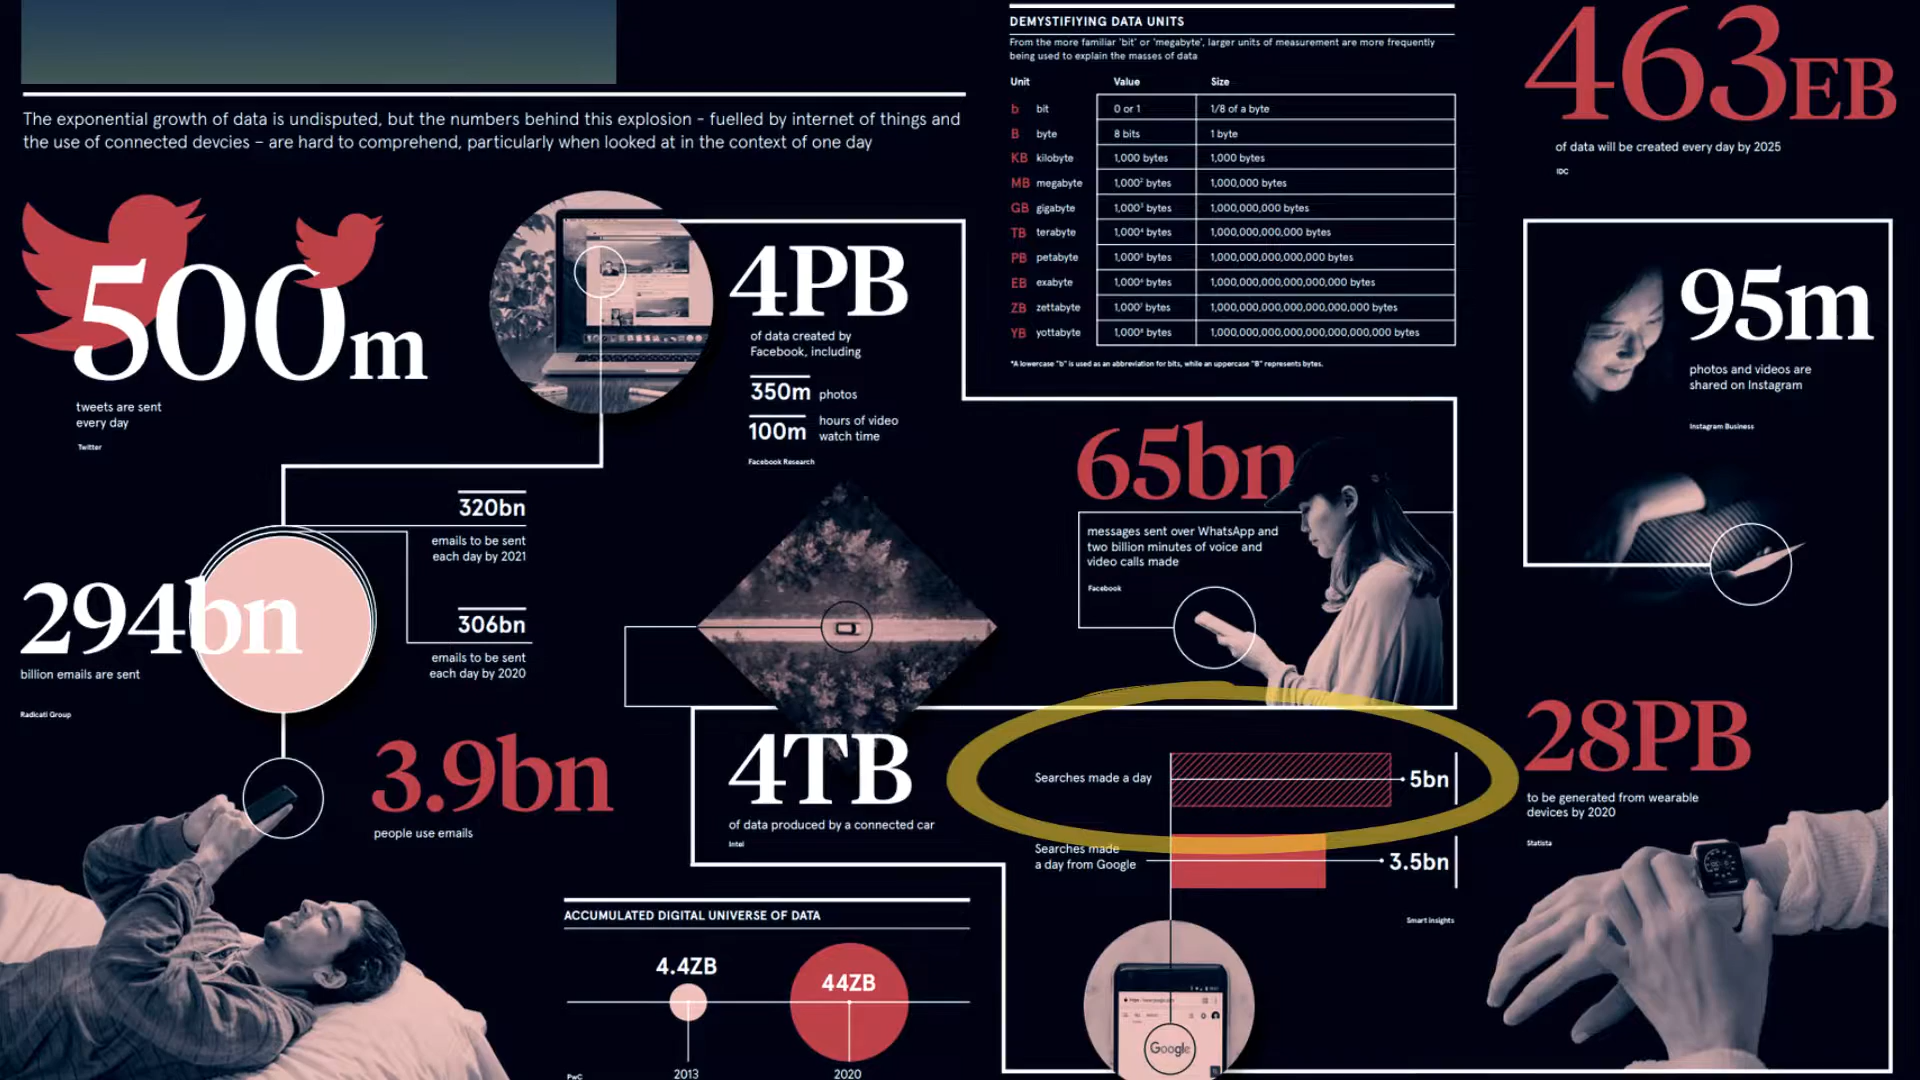 The exponential growth of data is undisputed, but the numbers behind this explosion - fuelled by internet of things and
the use of connected devcies – are hard to comprehend, particularly when looked at in the context of one day
500m
tweets are sent
every day
Twitter
4PB
of data created by
Facebook, including
350m photos
100m hours of video
watch time
Facebook Research
DEMYSTIFIYING DATA UNITS
From the more familiar 'bit' or 'megabyte', larger units of measurement are more frequently
being used to explain the masses of data
Unit Value Size
b bit 0 or 1 1/8 of a byte
B byte 8 bits 1 byte
KB kilobyte 1,000 bytes 1,000 bytes
MB megabyte 1,000² bytes 1,000,000 bytes
GB gigabyte 1,000³ bytes 1,000,000,000 bytes
TB terabyte 1,000⁴ bytes 1,000,000,000,000 bytes
PB petabyte 1,000⁵ bytes 1,000,000,000,000,000 bytes
EB exabyte 1,000⁶ bytes 1,000,000,000,000,000,000 bytes
ZB zettabyte 1,000⁷ bytes 1,000,000,000,000,000,000,000 bytes
YB yottabyte 1,000⁸ bytes 1,000,000,000,000,000,000,000,000 bytes
*A lowercase "b" is used as an abbreviation for bits, while an uppercase "B" represents bytes.
463EB
of data will be created every day by 2025
IDC
95m
photos and videos are
shared on Instagram
Instagram Business
65bn
messages sent over WhatsApp and
two billion minutes of voice and
video calls made
Facebook
320bn
emails to be sent
each day by 2021
306bn
emails to be sent
each day by 2020
294bn
billion emails are sent
Radicati Group
3.9bn
people use emails
4TB
of data produced by a connected car
Intel
Searches made a day 5bn
Searches made
a day from Google 3.5bn
Smart Insights
28PB
to be generated from wearable
devices by 2020
Statista
ACCUMULATED DIGITAL UNIVERSE OF DATA
4.4ZB
44ZB
2013
2020
PwC
Google